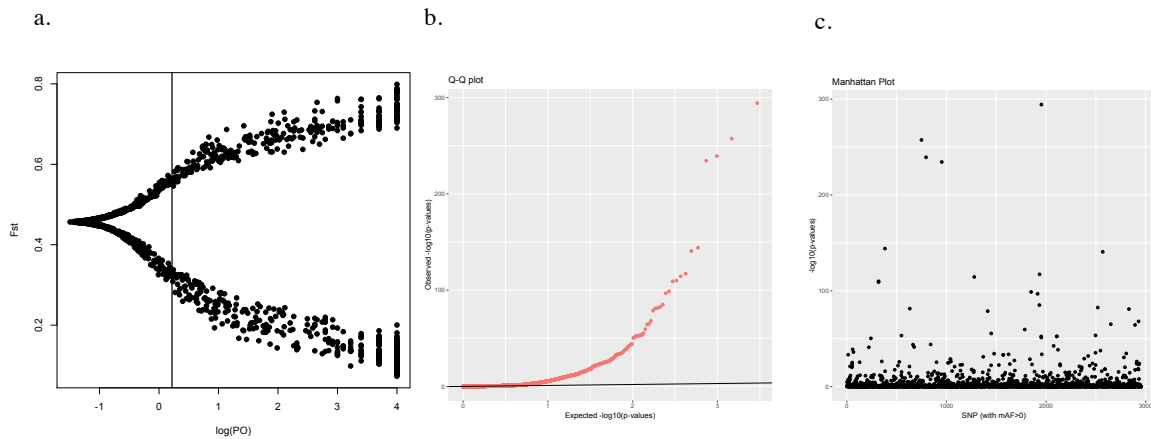 a.
b.
c.
Fst
0.8
0.6
0.4
0.2
-1
0
1
2
3
4
log(PO)
Q-Q plot
Observed -log10(p-values)
300
200
100
0
0
1
2
3
Expected -log10(p-values)
Manhattan Plot
-log10(p-values)
300
200
100
0
0
1000
2000
3000
SNP (with mAF>0)